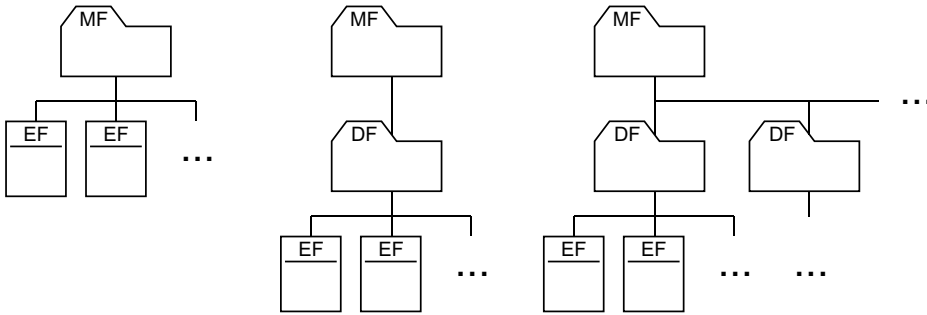 MF MF MF
...
EF EF ... DF DF DF
EF EF ... EF EF ... ...